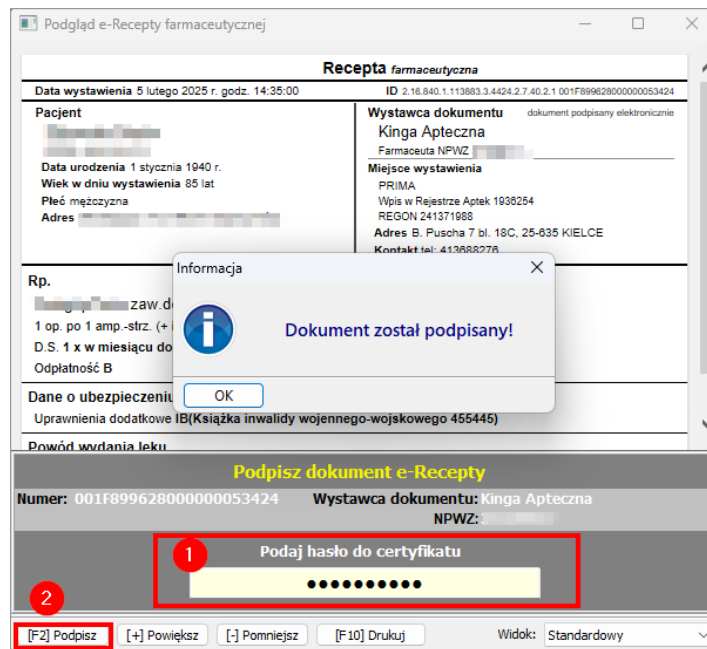 Podgląd e-Recepty farmaceutycznej
Recepta farmaceutyczna
Data wystawienia 5 lutego 2025 r. godz. 14:35:00
ID 2.16.840.1.113883.3.4424.2.7.40.2.1 001F899628000000053424
Pacjent
Wystawca dokumentu dokument podpisany elektronicznie
Kinga Apteczna
Farmaceuta NPWZ
Data urodzenia 1 stycznia 1940 r.
Miejsce wystawienia
Wiek w dniu wystawienia 85 lat
PRIMA
Płeć mężczyzna
Wpis w Rejestrze Aptek 1936254
Adres
REGON 241371988
Adres B. Puscha 7 bl. 18C, 25-635 KIELCE
Kontakt tel: 413688276
Informacja
Rp.
zaw.d
1 op. po 1 amp.-strz. (+ i
Dokument został podpisany!
D.S. 1 x w miesiącu do
Odpłatność B
OK
Dane o ubezpieczeniu
Uprawnienia dodatkowe IB(Książka inwalidy wojennego-wojskowego 455445)
Powód wydania leku
Podpisz dokument e-Recepty
Numer: 001F899628000000053424 Wystawca dokumentu: Kinga Apteczna
NPWZ:
1
Podaj hasło do certyfikatu
2
[F2] Podpisz [+] Powiększ [-] Pomniejsz [F10] Drukuj Widok: Standardowy